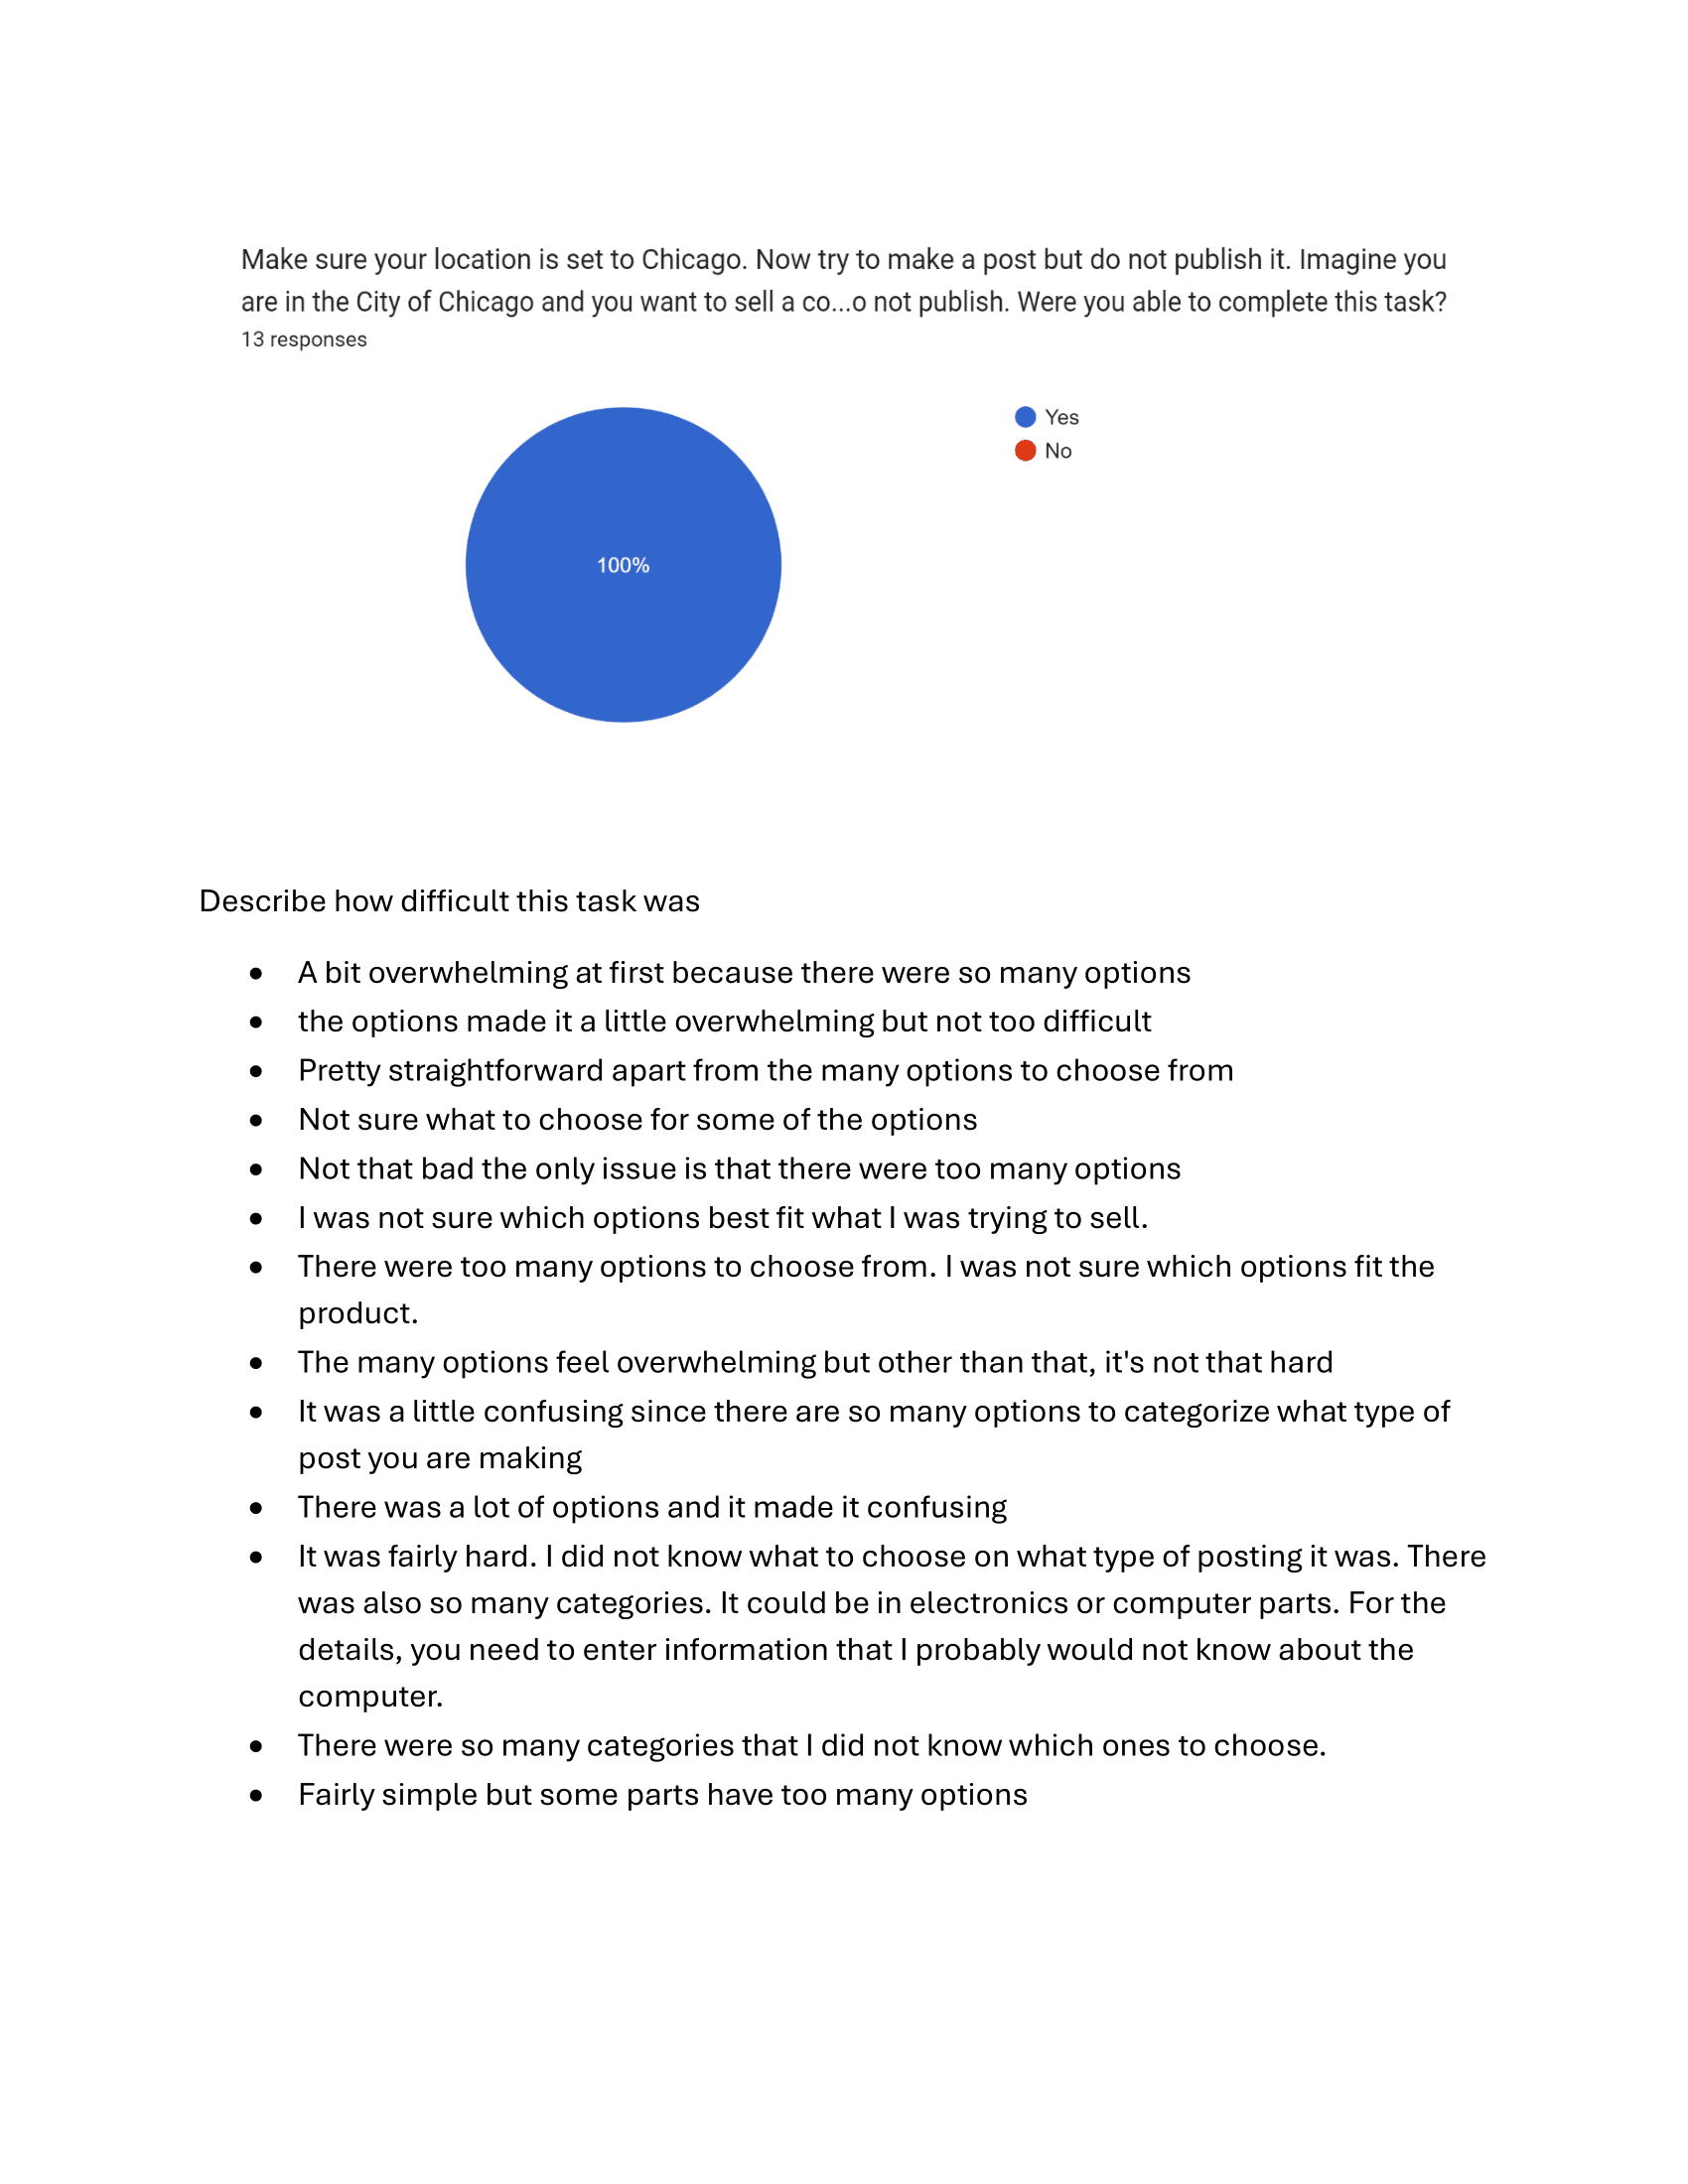 Make sure your location is set to Chicago. Now try to make a post but do not publish it. Imagine you
are in the City of Chicago and you want to sell a co...o not publish. Were you able to complete this task?
13 responses
Yes
No
100%
Describe how difficult this task was
• A bit overwhelming at first because there were so many options
• the options made it a little overwhelming but not too difficult
• Pretty straightforward apart from the many options to choose from
• Not sure what to choose for some of the options
• Not that bad the only issue is that there were too many options
• I was not sure which options best fit what I was trying to sell.
• There were too many options to choose from. I was not sure which options fit the
product.
• The many options feel overwhelming but other than that, it's not that hard
• It was a little confusing since there are so many options to categorize what type of
post you are making
• There was a lot of options and it made it confusing
• It was fairly hard. I did not know what to choose on what type of posting it was. There
was also so many categories. It could be in electronics or computer parts. For the
details, you need to enter information that I probably would not know about the
computer.
• There were so many categories that I did not know which ones to choose.
• Fairly simple but some parts have too many options